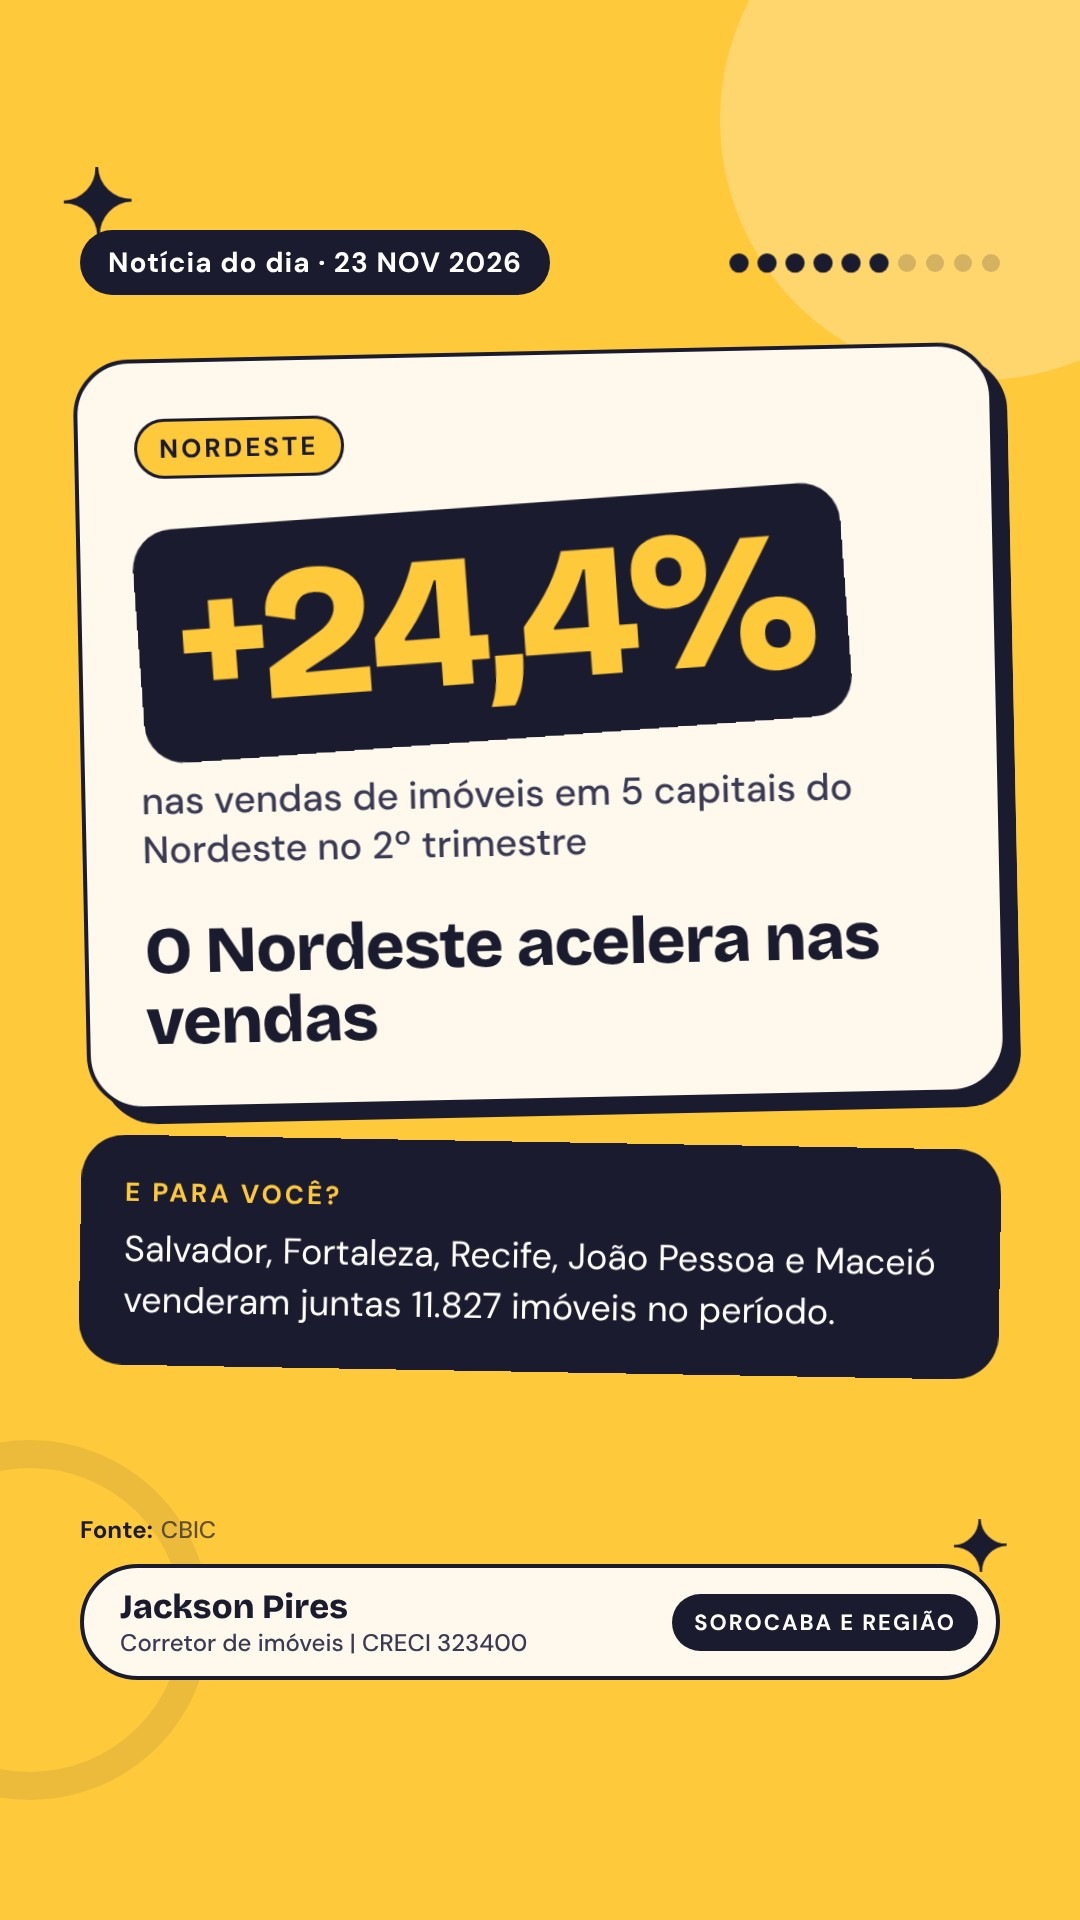 Notícia do dia · 23 NOV 2026
NORDESTE
+24,4%
nas vendas de imóveis em 5 capitais do
Nordeste no 2º trimestre
O Nordeste acelera nas
vendas
E PARA VOCÊ?
Salvador, Fortaleza, Recife, João Pessoa e Maceió
venderam juntas 11.827 imóveis no período.
Fonte: CBIC
Jackson Pires
Corretor de imóveis | CRECI 323400
SOROCABA E REGIÃO